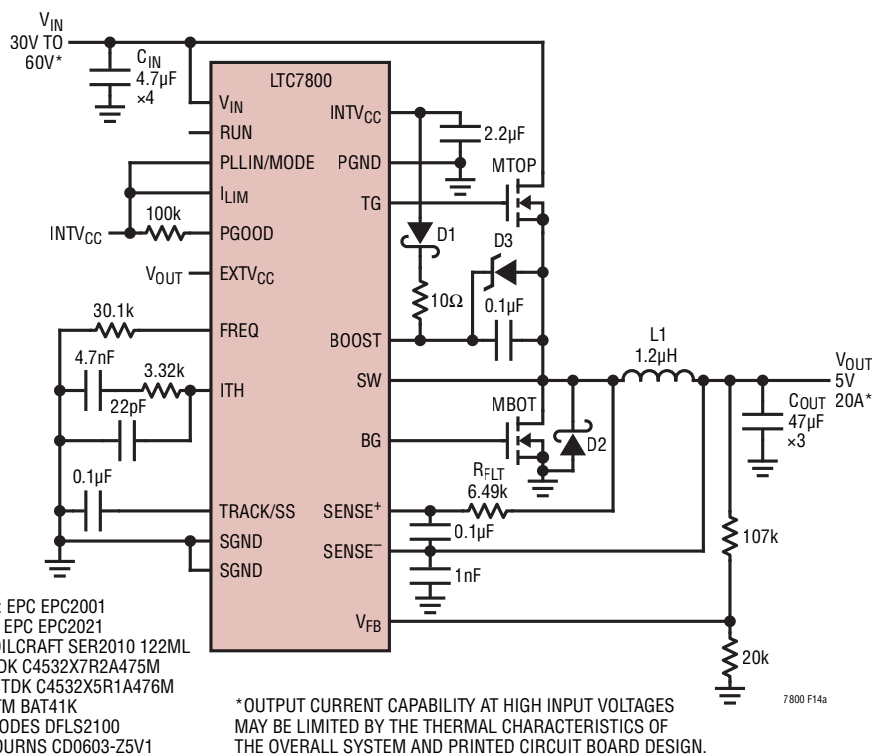 VIN
30V TO
60V*
CIN
4.7µF
×4
LTC7800
VIN
RUN
PLLIN/MODE
ILIM
INTVCC
100k
PGOOD
VOUT
EXTVCC
30.1k
FREQ
4.7nF
3.32k
ITH
22pF
0.1µF
TRACK/SS
SGND
SGND
INTVCC
2.2µF
PGND
MTOP
TG
D1
D3
10Ω
0.1µF
BOOST
SW
L1
1.2µH
VOUT
5V
20A*
COUT
47µF
×3
MBOT
BG
D2
RFLT
6.49k
SENSE+
0.1µF
SENSE–
1nF
107k
VFB
20k
: EPC EPC2001
EPC EPC2021
OILCRAFT SER2010 122ML
DK C4532X7R2A475M
TDK C4532X5R1A476M
TM BAT41K
ODES DFLS2100
OURNS CD0603-Z5V1
*OUTPUT CURRENT CAPABILITY AT HIGH INPUT VOLTAGES
MAY BE LIMITED BY THE THERMAL CHARACTERISTICS OF
THE OVERALL SYSTEM AND PRINTED CIRCUIT BOARD DESIGN.
7800 F14a